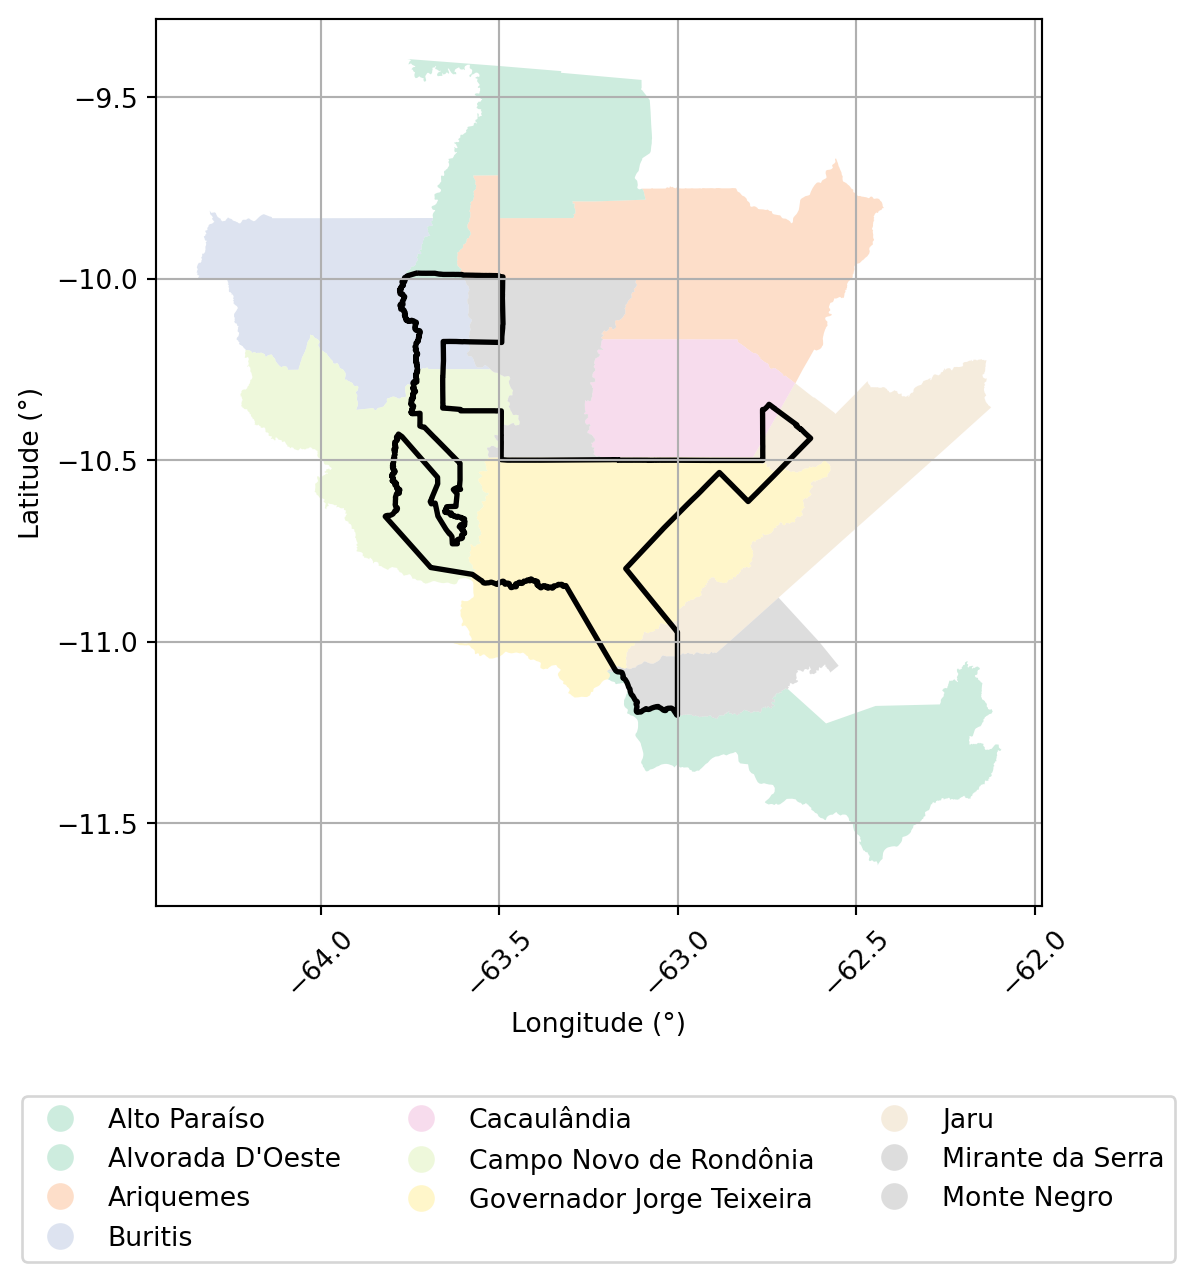 −9.5
−10.0
−10.5
−11.0
−11.5
Latitude (°)
−64.0
−63.5
−63.0
−62.5
−62.0
Longitude (°)
Alto Paraíso
Alvorada D'Oeste
Ariquemes
Buritis
Cacaulândia
Campo Novo de Rondônia
Governador Jorge Teixeira
Jaru
Mirante da Serra
Monte Negro